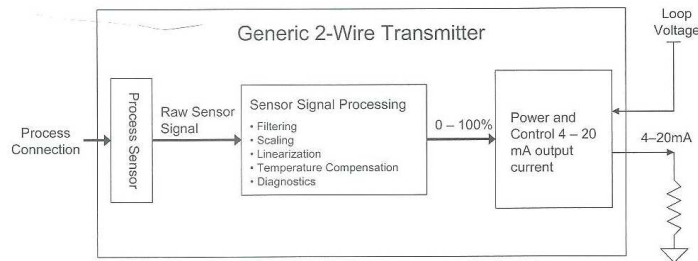 Generic 2-Wire Transmitter
Loop
Voltage
Process
Connection
Process Sensor
Raw Sensor
Signal
Sensor Signal Processing
• Filtering
• Scaling
• Linearization
• Temperature Compensation
• Diagnostics
0 – 100%
Power and
Control 4 – 20
mA output
current
4–20mA